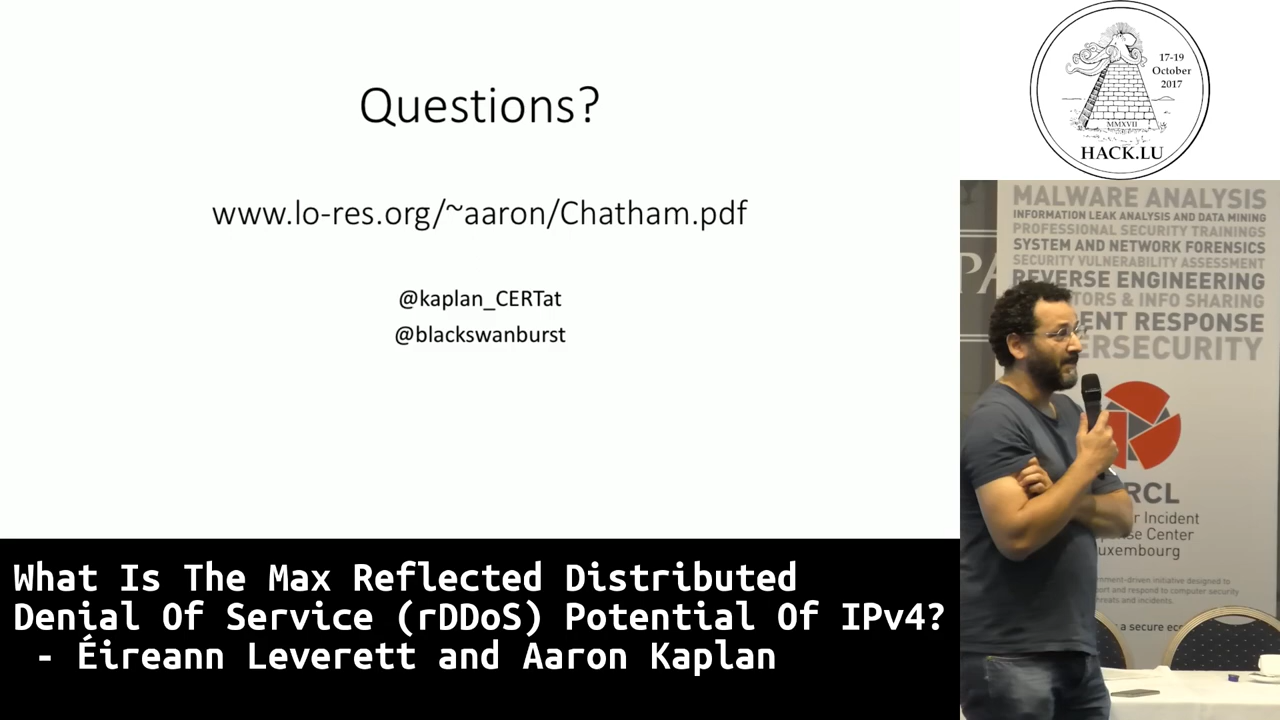 Questions?
www.lo-res.org/~aaron/Chatham.pdf
@kaplan_CERTat
@blackswanburst
What Is The Max Reflected Distributed
Denial Of Service (rDDoS) Potential Of IPv4?
- Éireann Leverett and Aaron Kaplan
17-19
October
2017
MMXVII
HACK.LU
MALWARE ANALYSIS
INFORMATION LEAK ANALYSIS AND DATA MINING
PROFESSIONAL SECURITY TRAININGS
SYSTEM AND NETWORK FORENSICS
SECURITY VULNERABILITY ASSESSMENT
REVERSE ENGINEERING
& INFO SHARING
RESPONSE
Incident
Center
a secure